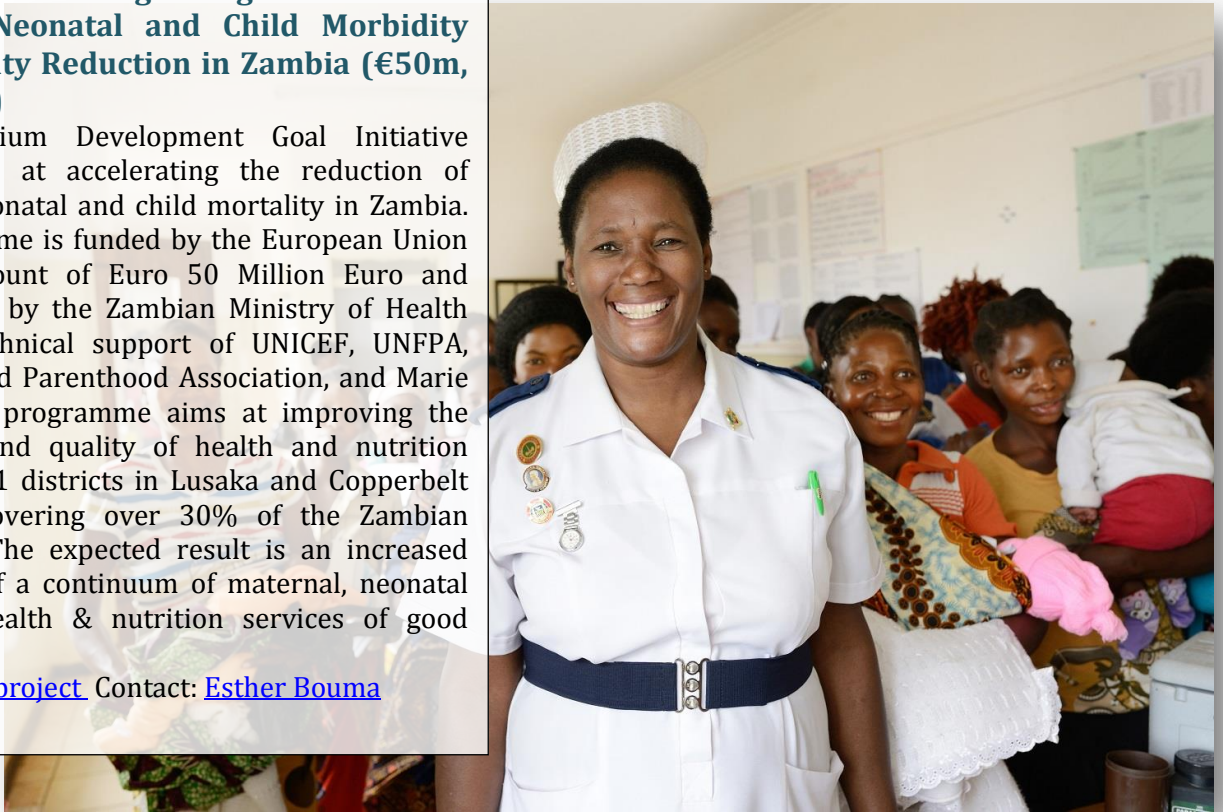 Neonatal and Child Morbidity
ty Reduction in Zambia (€50m,
)
ium Development Goal Initiative
at accelerating the reduction of
onatal and child mortality in Zambia.
me is funded by the European Union
ount of Euro 50 Million Euro and
by the Zambian Ministry of Health
chnical support of UNICEF, UNFPA,
d Parenthood Association, and Marie
programme aims at improving the
nd quality of health and nutrition
1 districts in Lusaka and Copperbelt
overing over 30% of the Zambian
The expected result is an increased
f a continuum of maternal, neonatal
ealth & nutrition services of good
project Contact: Esther Bouma